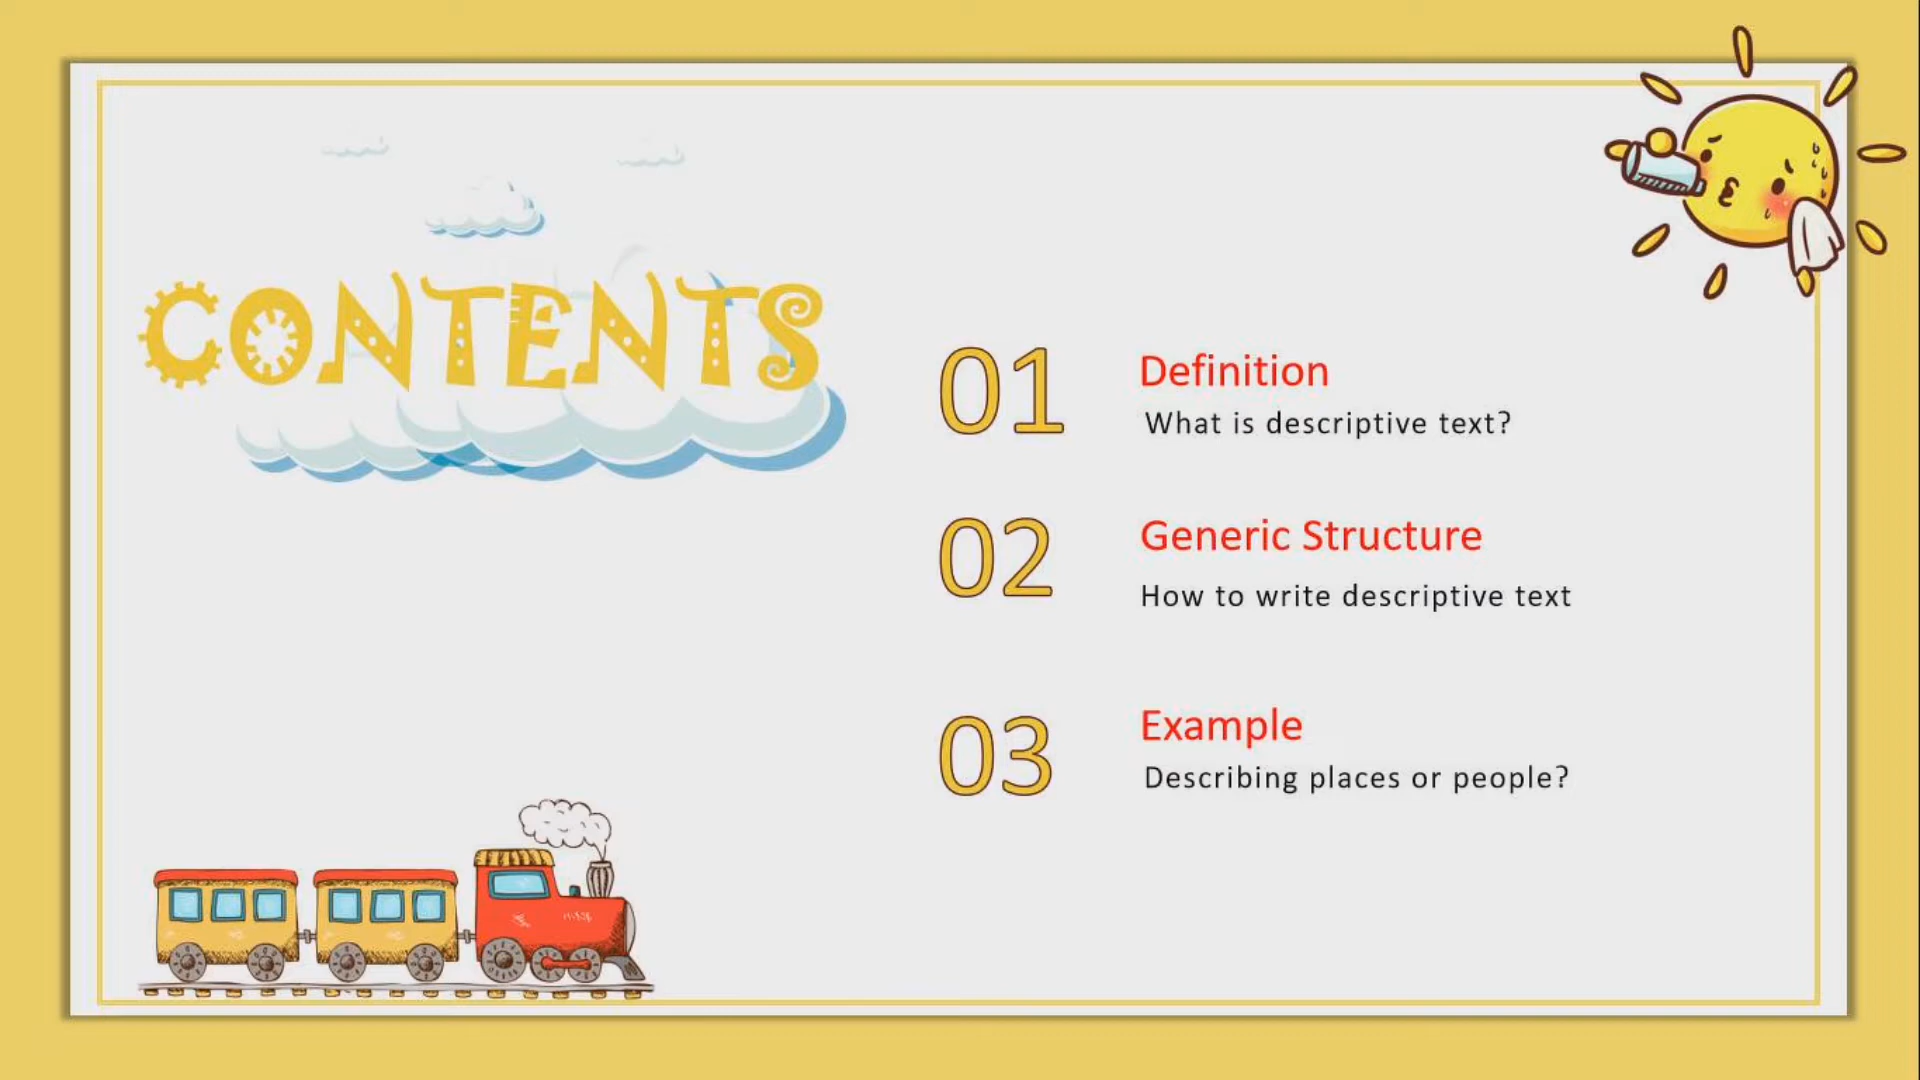 CONTENTS
01
Definition
What is descriptive text?
02
Generic Structure
How to write descriptive text
03
Example
Describing places or people?